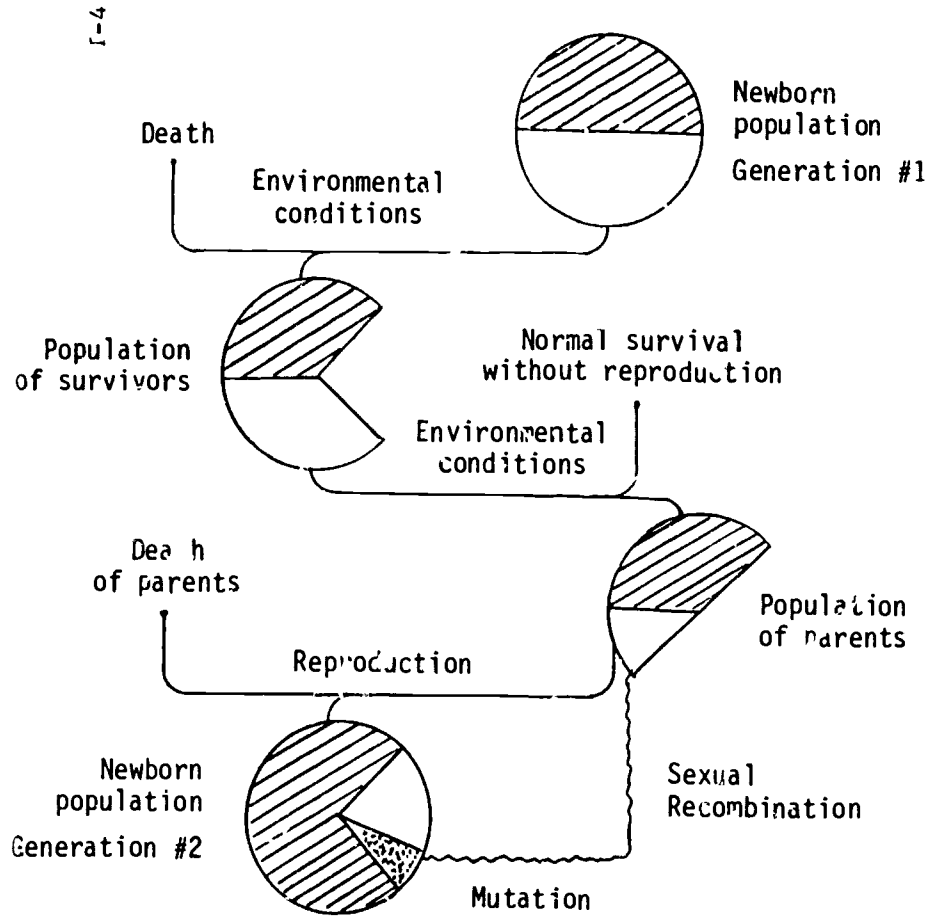 I-4
Newborn
population
Generation #1
Death
Environmental
conditions
Population
of survivors
Normal survival
without reproduction
Environmental
conditions
Death
of parents
Population
of parents
Reproduction
Newborn
population
Generation #2
Sexual
Recombination
Mutation